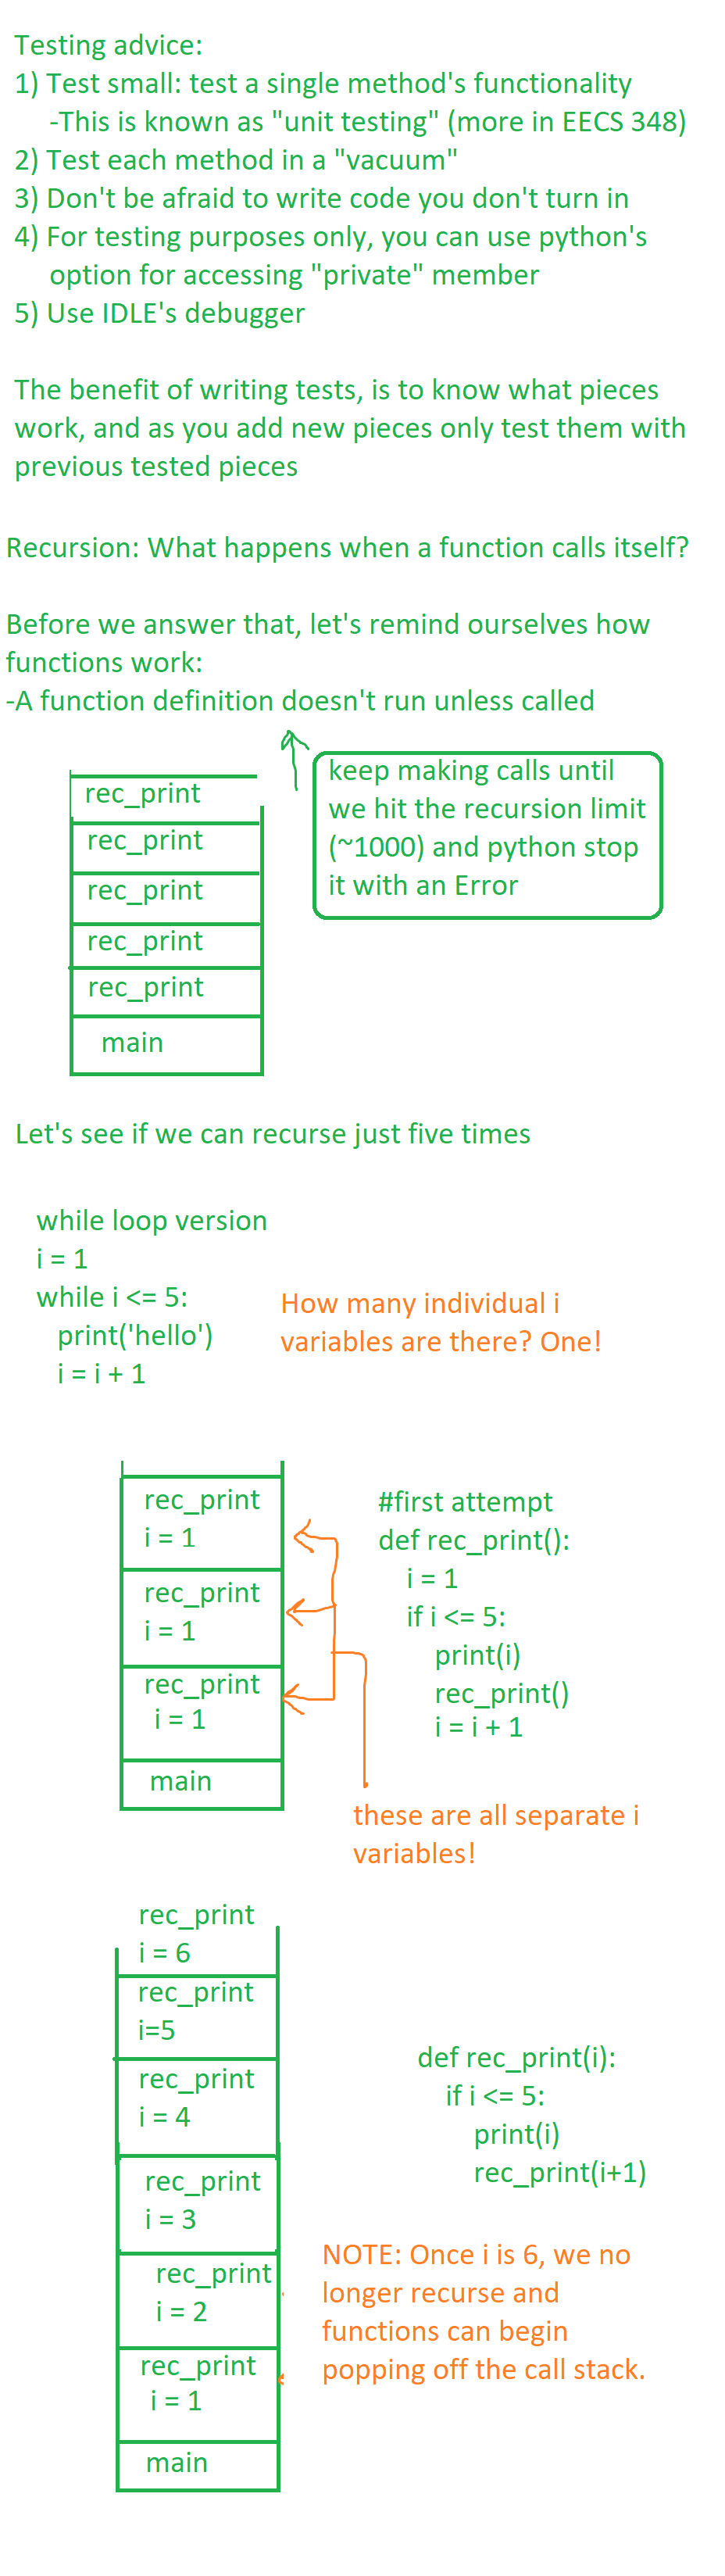 Testing advice:
1) Test small: test a single method's functionality
-This is known as "unit testing" (more in EECS 348)
2) Test each method in a "vacuum"
3) Don't be afraid to write code you don't turn in
4) For testing purposes only, you can use python's
option for accessing "private" member
5) Use IDLE's debugger
The benefit of writing tests, is to know what pieces
work, and as you add new pieces only test them with
previous tested pieces
Recursion: What happens when a function calls itself?
Before we answer that, let's remind ourselves how
functions work:
-A function definition doesn't run unless called
keep making calls until
we hit the recursion limit
(~1000) and python stop
it with an Error
rec_print
rec_print
rec_print
rec_print
rec_print
main
Let's see if we can recurse just five times
while loop version
i = 1
while i <= 5:
print('hello')
i = i + 1
How many individual i
variables are there? One!
rec_print
i = 1
rec_print
i = 1
rec_print
i = 1
main
#first attempt
def rec_print():
i = 1
if i <= 5:
print(i)
rec_print()
i = i + 1
these are all separate i
variables!
rec_print
i = 6
rec_print
i=5
rec_print
i = 4
rec_print
i = 3
rec_print
i = 2
rec_print
i = 1
main
def rec_print(i):
if i <= 5:
print(i)
rec_print(i+1)
NOTE: Once i is 6, we no
longer recurse and
functions can begin
popping off the call stack.